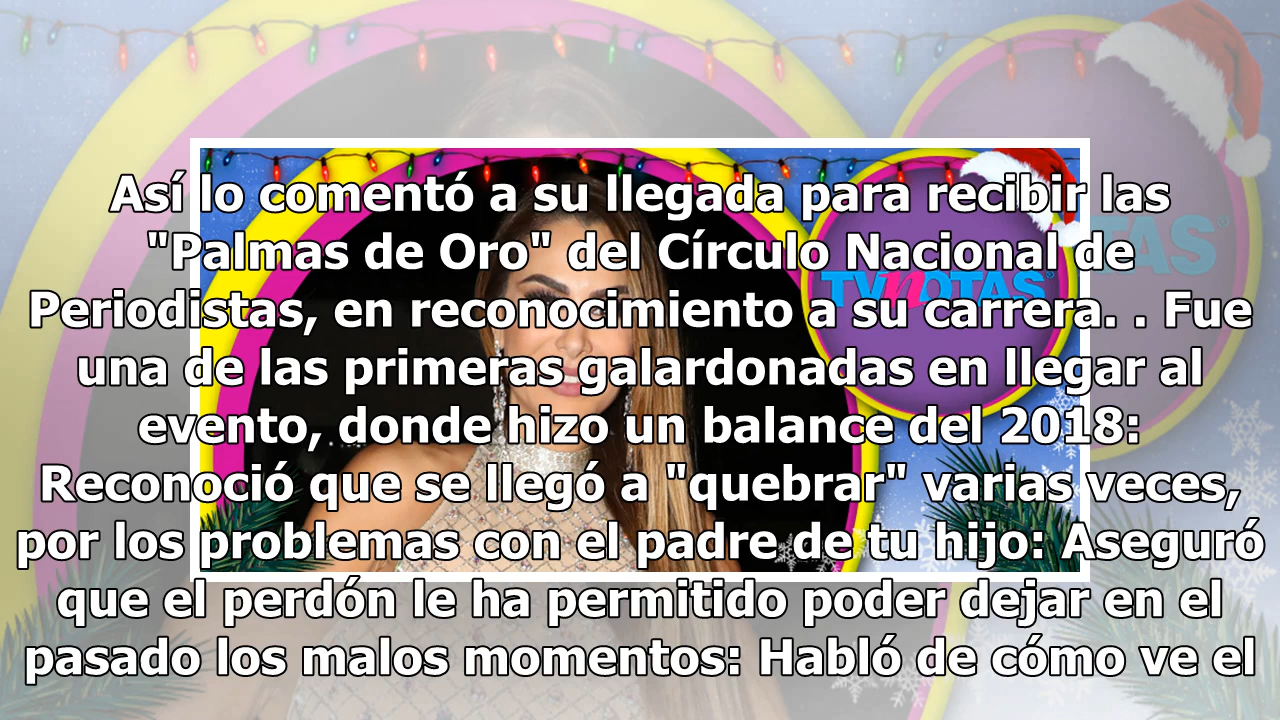 Así lo comentó a su llegada para recibir las
"Palmas de Oro" del Círculo Nacional de
Periodistas, en reconocimiento a su carrera. . Fue
una de las primeras galardonadas en llegar al
evento, donde hizo un balance del 2018:
Reconoció que se llegó a "quebrar" varias veces,
por los problemas con el padre de tu hijo: Aseguró
que el perdón le ha permitido poder dejar en el
pasado los malos momentos: Habló de cómo ve el
TVnOTAS
TAS